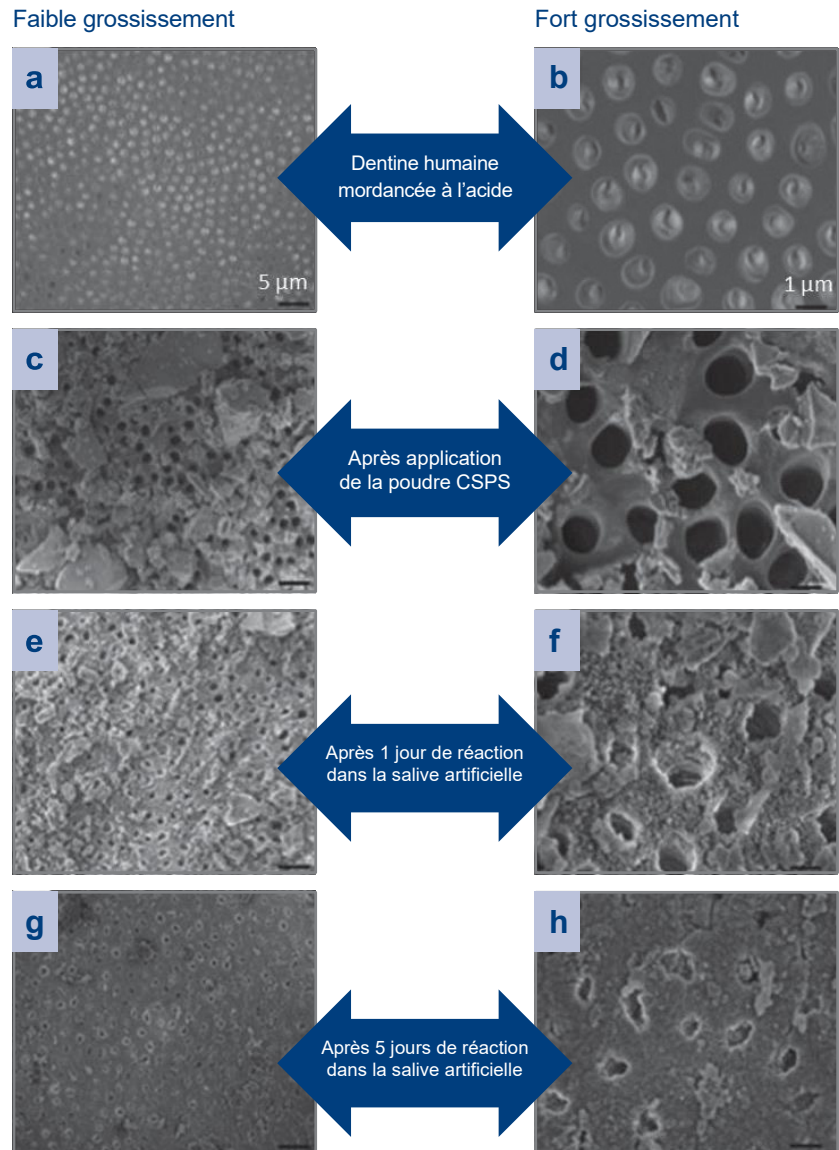 Faible grossissement
Fort grossissement
a
b
Dentine humaine
mordancée à l’acide
5 µm
1 µm
c
d
Après application
de la poudre CSPS
e
f
Après 1 jour de réaction
dans la salive artificielle
g
h
Après 5 jours de réaction
dans la salive artificielle